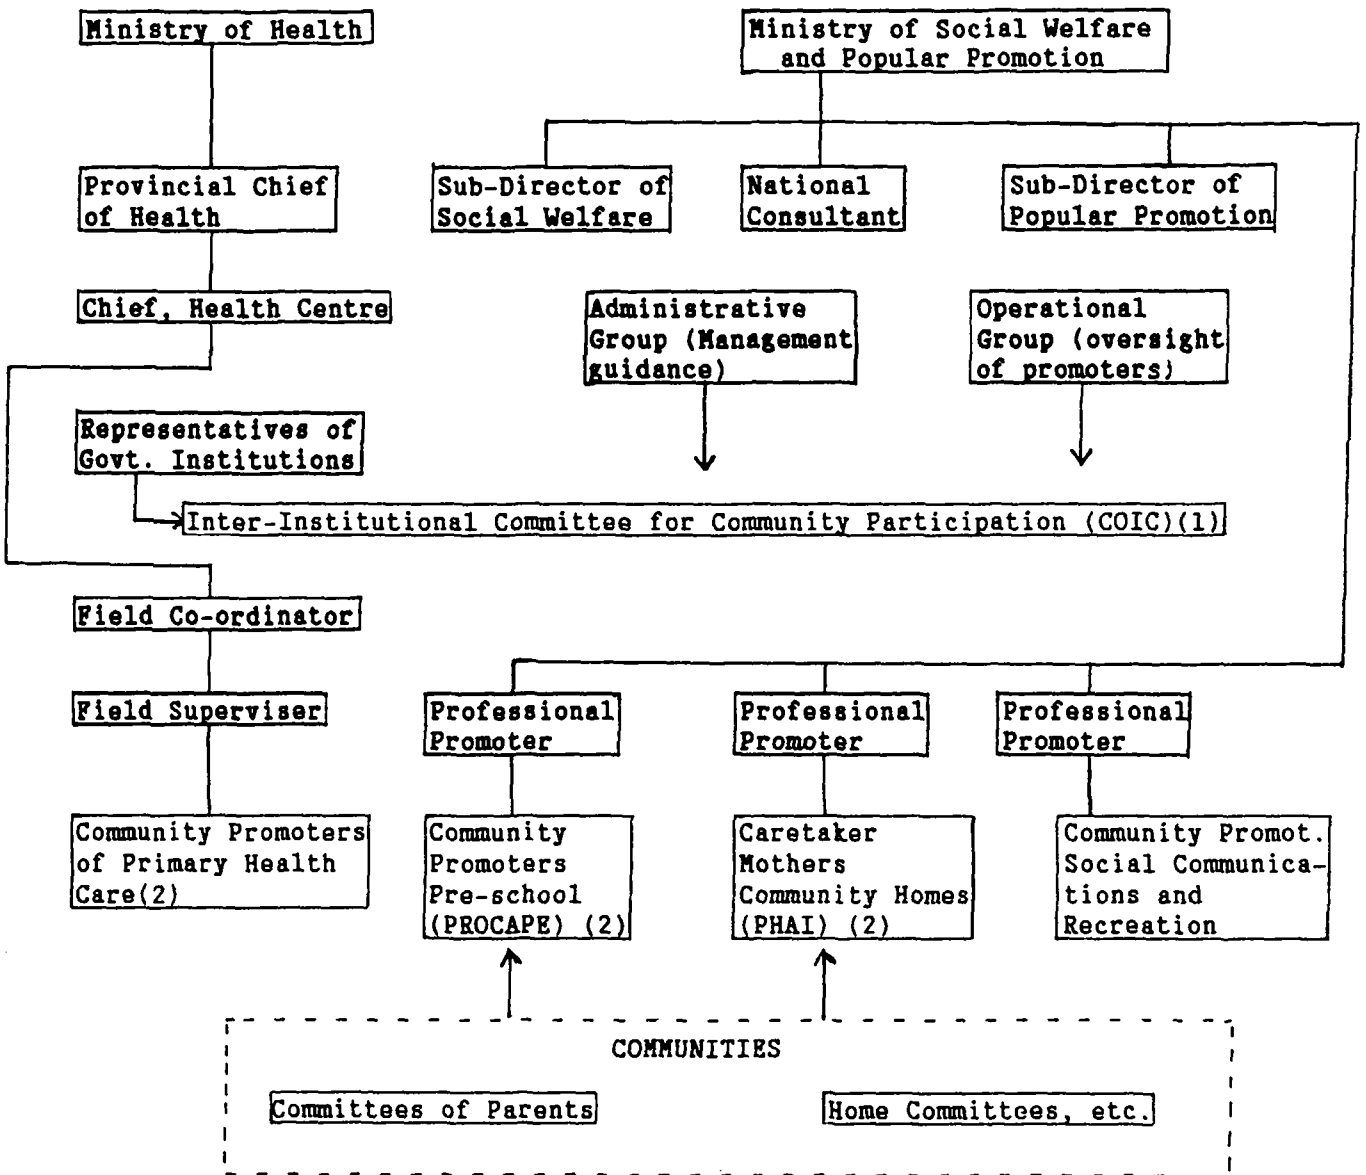 Ministry of Health
Ministry of Social Welfare
and Popular Promotion
Provincial Chief
of Health
Sub-Director of
Social Welfare
National
Consultant
Sub-Director of
Popular Promotion
Chief, Health Centre
Administrative
Group (Management
guidance)
Operational
Group (oversight
of promoters)
Representatives of
Govt. Institutions
Inter-Institutional Committee for Community Participation (COIC)(1)
Field Co-ordinator
Field Superviser
Professional
Promoter
Professional
Promoter
Professional
Promoter
Community Promoters
of Primary Health
Care(2)
Community
Promoters
Pre-school
(PROCAPE) (2)
Caretaker
Mothers
Community Homes
(PHAI) (2)
Community Promot.
Social Communica-
tions and
Recreation
COMMUNITIES
Committees of Parents
Home Committees, etc.